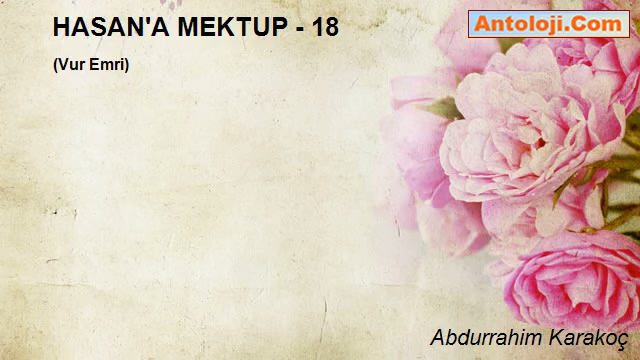 HASAN'A MEKTUP - 18
Antoloji.Com
(Vur Emri)
Abdurrahim Karakoç